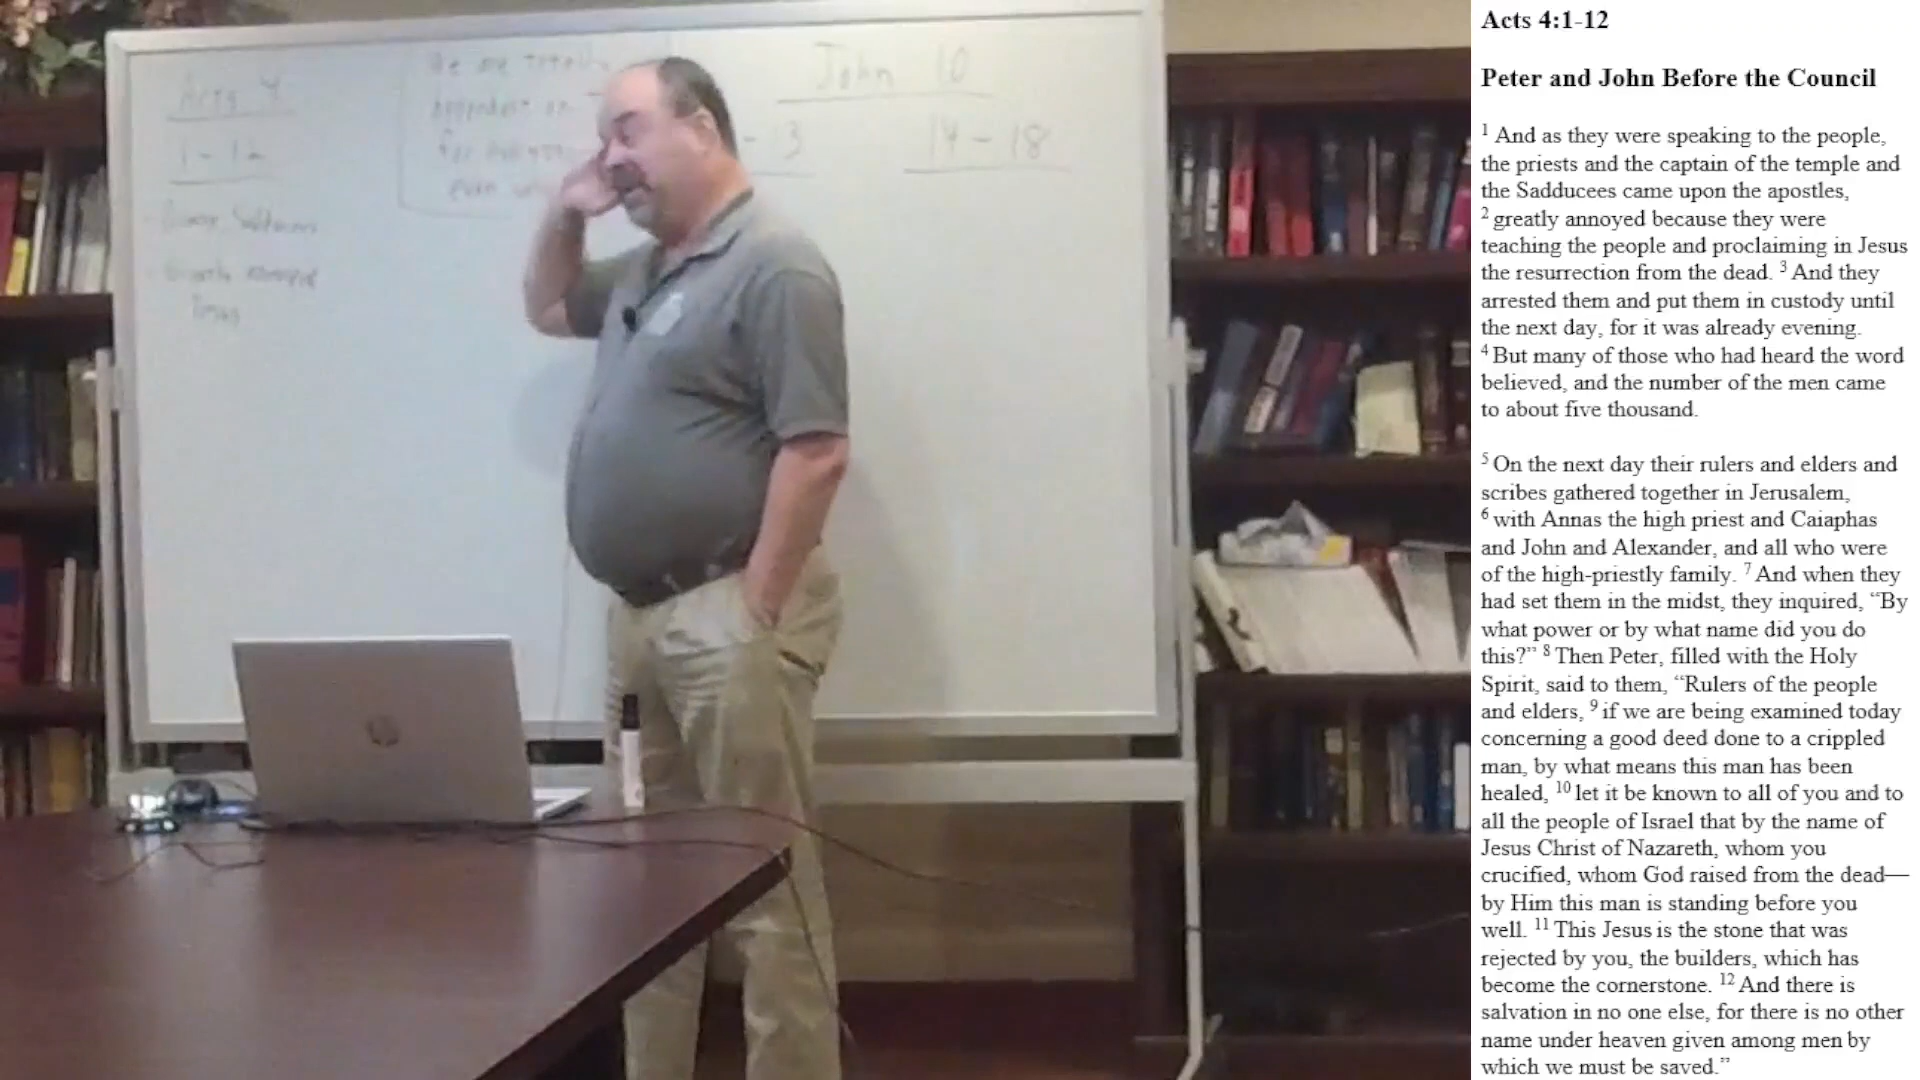 Acts 4
1-12
Greatly annoyed
We are totally
dependent on
for
even
John 10
- 13
14 - 18
Acts 4:1-12
Peter and John Before the Council
1 And as they were speaking to the people,
the priests and the captain of the temple and
the Sadducees came upon the apostles,
2 greatly annoyed because they were
teaching the people and proclaiming in Jesus
the resurrection from the dead. 3 And they
arrested them and put them in custody until
the next day, for it was already evening.
4 But many of those who had heard the word
believed, and the number of the men came
to about five thousand.
5 On the next day their rulers and elders and
scribes gathered together in Jerusalem,
6 with Annas the high priest and Caiaphas
and John and Alexander, and all who were
of the high-priestly family. 7 And when they
had set them in the midst, they inquired, “By
what power or by what name did you do
this?” 8 Then Peter, filled with the Holy
Spirit, said to them, “Rulers of the people
and elders, 9 if we are being examined today
concerning a good deed done to a crippled
man, by what means this man has been
healed, 10 let it be known to all of you and to
all the people of Israel that by the name of
Jesus Christ of Nazareth, whom you
crucified, whom God raised from the dead—
by Him this man is standing before you
well. 11 This Jesus is the stone that was
rejected by you, the builders, which has
become the cornerstone. 12 And there is
salvation in no one else, for there is no other
name under heaven given among men by
which we must be saved.”